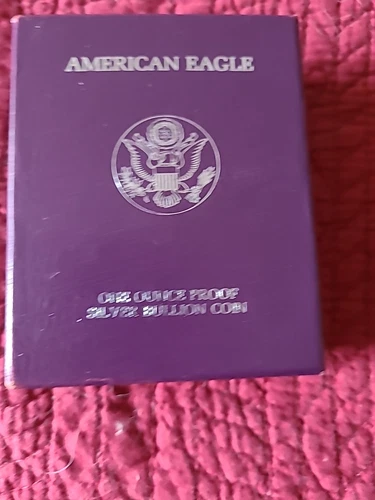 AMERICAN EAGLE
ONE OUNCE PROOF
SILVER BULLION COIN